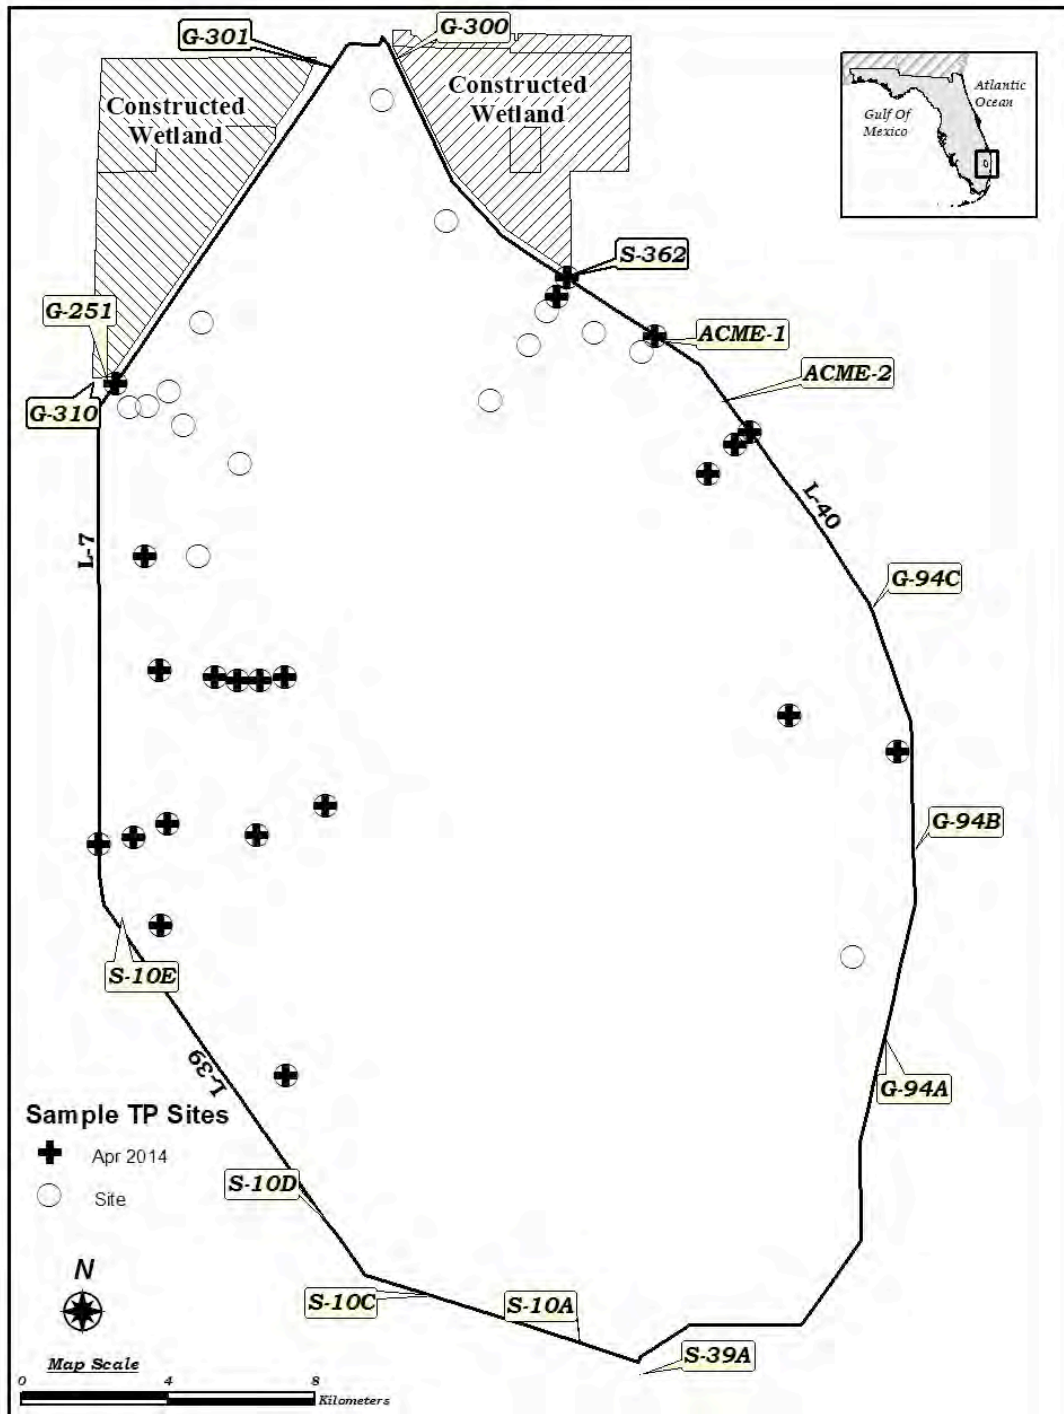 G-301
G-300
Constructed
Wetland
Constructed
Wetland
Gulf Of
Mexico
Atlantic
Ocean
S-362
G-251
ACME-1
ACME-2
G-310
L-7
L-40
G-94C
G-94B
S-10E
L-39
G-94A
Sample TP Sites
Apr 2014
Site
S-10D
N
S-10C
S-10A
S-39A
Map Scale
0 4 8
Kilometers